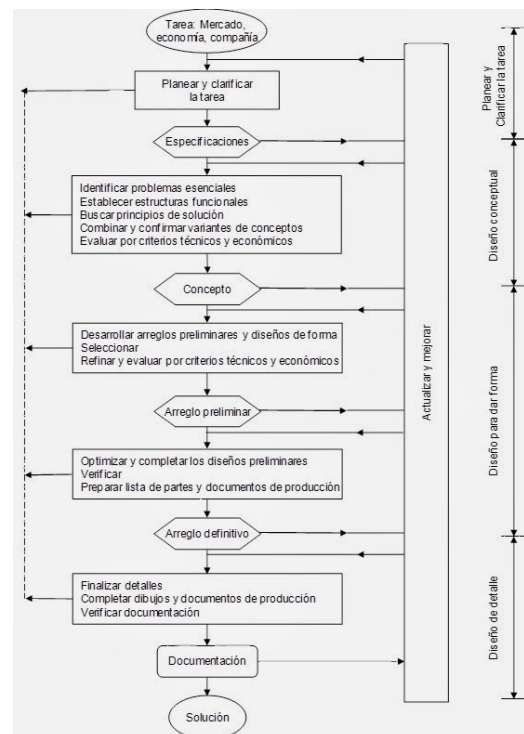 Tarea: Mercado,
economía, compañía
Planear y clarificar
la tarea
Especificaciones
Identificar problemas esenciales
Establecer estructuras funcionales
Buscar principios de solución
Combinar y confirmar variantes de conceptos
Evaluar por criterios técnicos y económicos
Concepto
Desarrollar arreglos preliminares y diseños de forma
Seleccionar
Refinar y evaluar por criterios técnicos y económicos
Arreglo preliminar
Optimizar y completar los diseños preliminares
Verificar
Preparar lista de partes y documentos de producción
Arreglo definitivo
Finalizar detalles
Completar dibujos y documentos de producción
Verificar documentación
Documentación
Solución
Actualizar y mejorar
Planear y
Clarificar la tarea
Diseño conceptual
Diseño para dar forma
Diseño de detalle